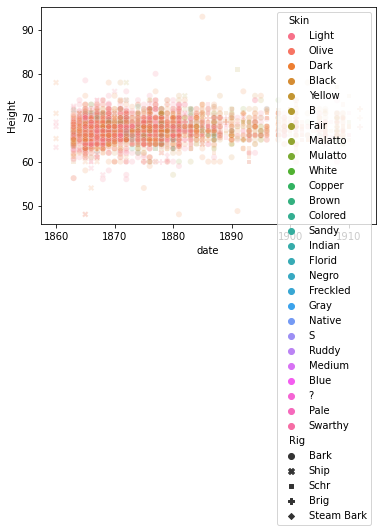 90
80
70
60
50
Height
1860 1870 1880 1890 1900 1910
date
Skin
Light
Olive
Dark
Black
Yellow
B
Fair
Malatto
Mulatto
White
Copper
Brown
Colored
Sandy
Indian
Florid
Negro
Freckled
Gray
Native
S
Ruddy
Medium
Blue
?
Pale
Swarthy
Rig
Bark
Ship
Schr
Brig
Steam Bark